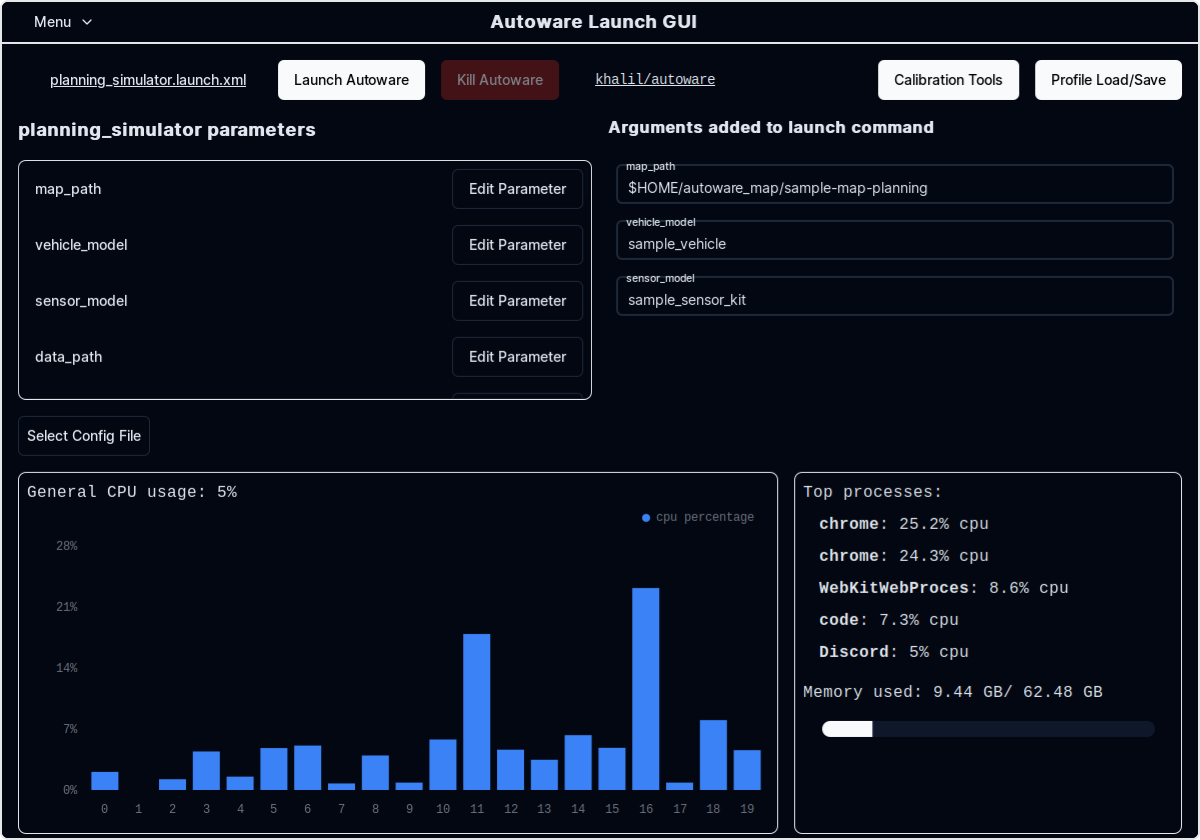 Menu
Autoware Launch GUI
planning_simulator.launch.xml
Launch Autoware
Kill Autoware
khalil/autoware
Calibration Tools
Profile Load/Save
planning_simulator parameters
map_path
Edit Parameter
vehicle_model
Edit Parameter
sensor_model
Edit Parameter
data_path
Edit Parameter
Arguments added to launch command
map_path
$HOME/autoware_map/sample-map-planning
vehicle_model
sample_vehicle
sensor_model
sample_sensor_kit
Select Config File
General CPU usage: 5%
cpu percentage
28%
21%
14%
7%
0%
0 1 2 3 4 5 6 7 8 9 10 11 12 13 14 15 16 17 18 19
Top processes:
chrome: 25.2% cpu
chrome: 24.3% cpu
WebKitWebProces: 8.6% cpu
code: 7.3% cpu
Discord: 5% cpu
Memory used: 9.44 GB/ 62.48 GB